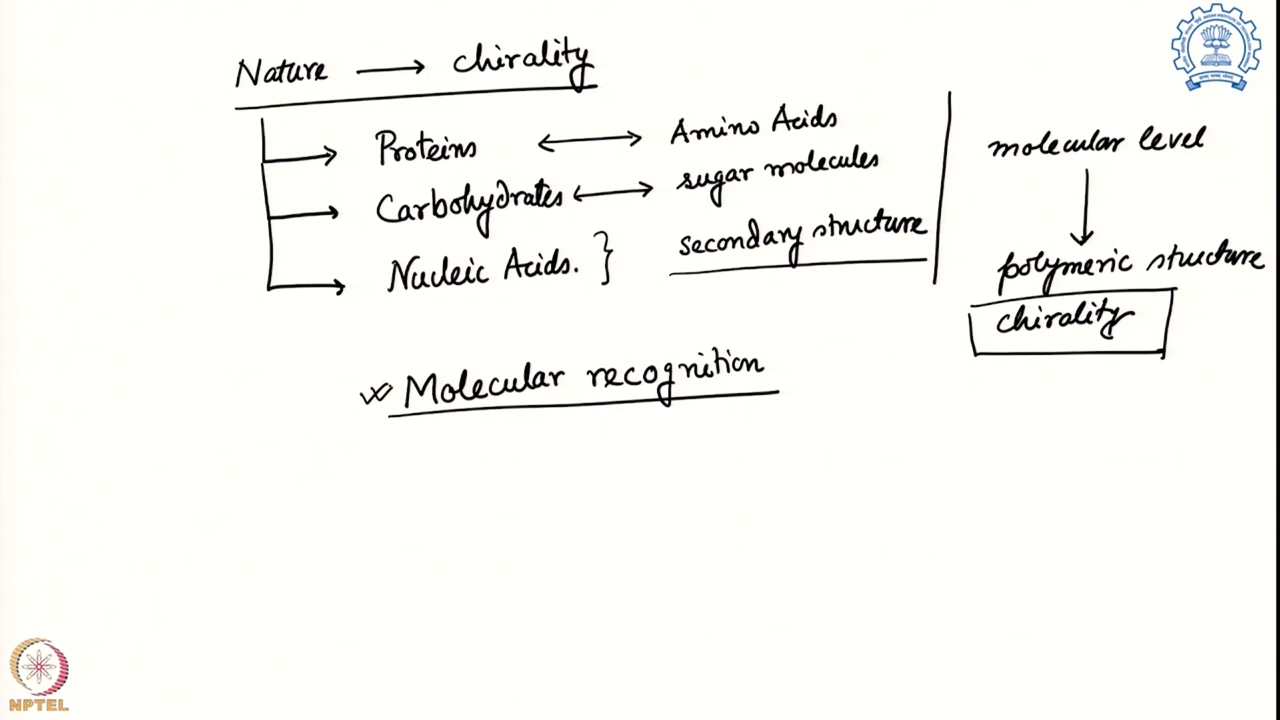 Nature → chirality
→ Proteins ↔ Amino Acids
→ Carbohydrates ↔ sugar molecules
→ Nucleic Acids. } secondary structure
molecular level
↓
polymeric structure
chirality
Molecular recognition
NPTEL